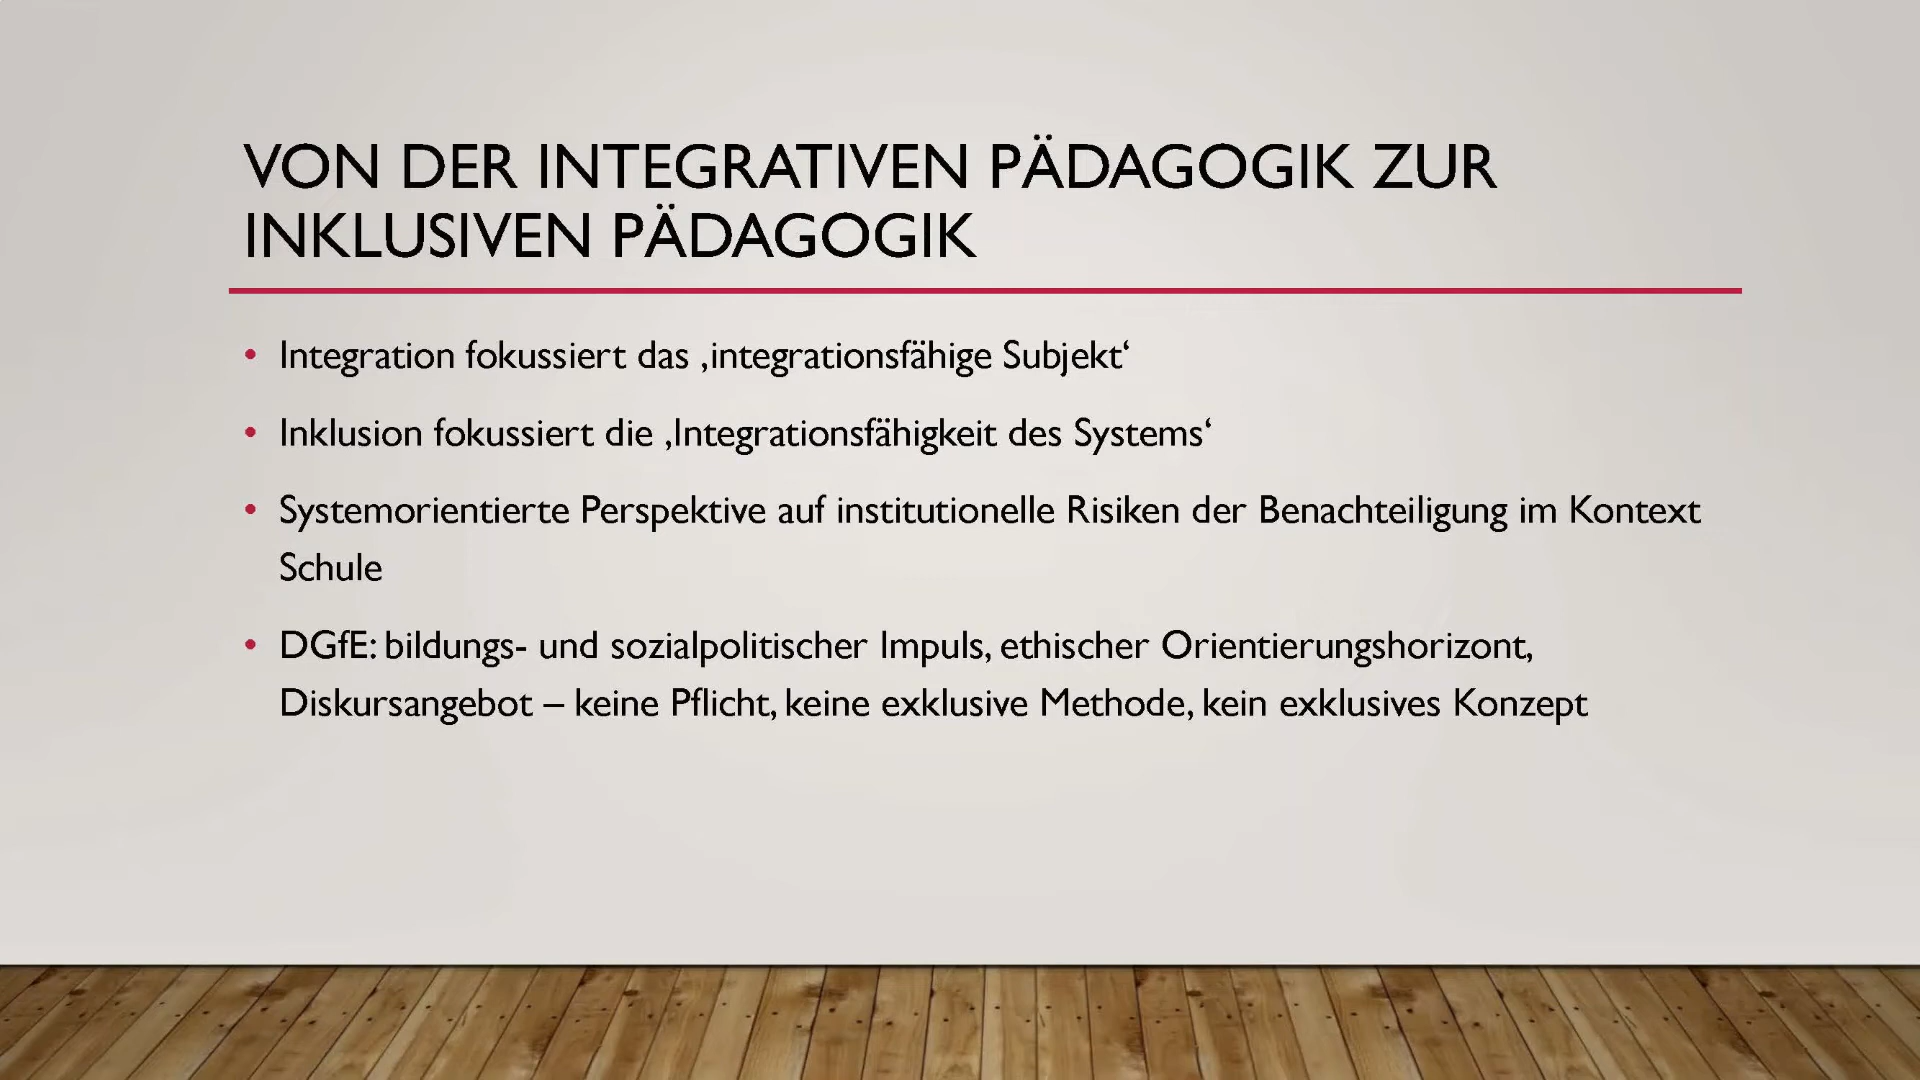 VON DER INTEGRATIVEN PÄDAGOGIK ZUR
INKLUSIVEN PÄDAGOGIK
• Integration fokussiert das ‚integrationsfähige Subjekt‘
• Inklusion fokussiert die ‚Integrationsfähigkeit des Systems‘
• Systemorientierte Perspektive auf institutionelle Risiken der Benachteiligung im Kontext
Schule
• DGfE: bildungs- und sozialpolitischer Impuls, ethischer Orientierungshorizont,
Diskursangebot – keine Pflicht, keine exklusive Methode, kein exklusives Konzept